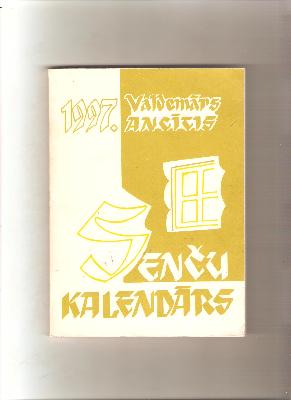 1997. Valdemārs
ANCĪTIS
SENČU
KALENDĀRS